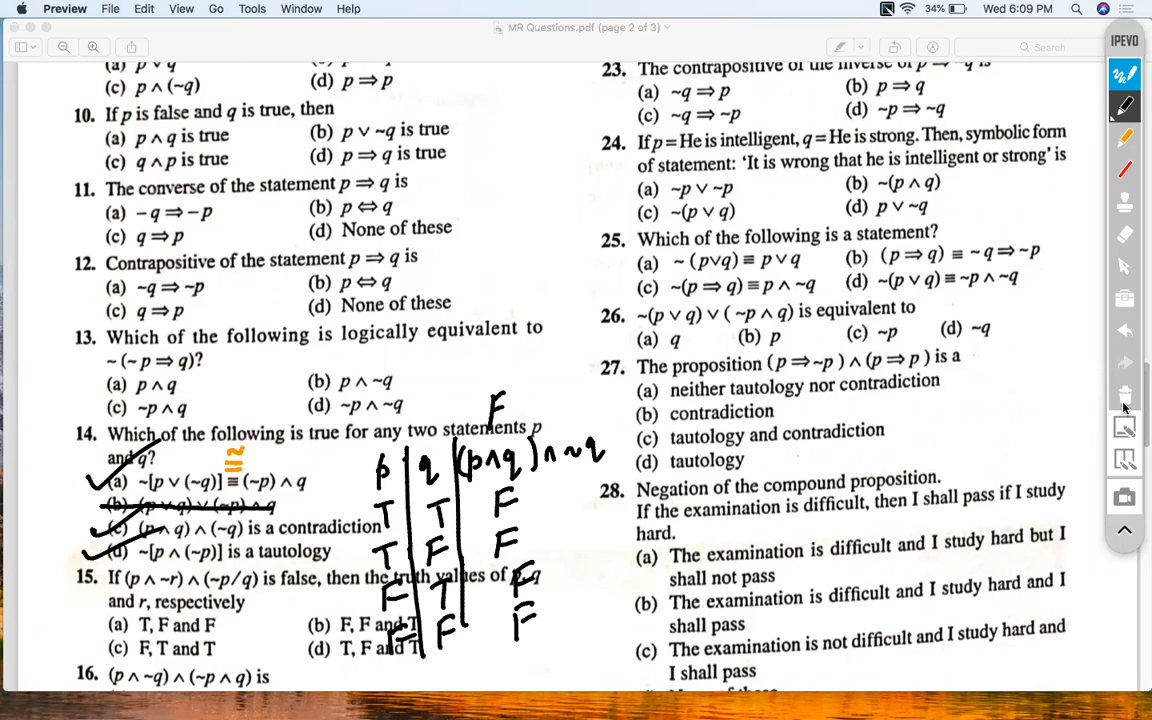 Preview File Edit View Go Tools Window Help
34% Wed 6:09 PM
MR Questions.pdf (page 2 of 3)
Search
IPEVO
(a) p ∨ q
(c) p ∧ (~q) (d) p ⇒ p
10. If p is false and q is true, then
(a) p ∧ q is true (b) p ∨ ~q is true
(c) q ∧ p is true (d) p ⇒ q is true
11. The converse of the statement p ⇒ q is
(a) −q ⇒ −p (b) p ⇔ q
(c) q ⇒ p (d) None of these
12. Contrapositive of the statement p ⇒ q is
(a) ~q ⇒ ~p (b) p ⇔ q
(c) q ⇒ p (d) None of these
13. Which of the following is logically equivalent to
~ (~p ⇒ q)?
(a) p ∧ q (b) p ∧ ~q
(c) ~p ∧ q (d) ~p ∧ ~q
14. Which of the following is true for any two statements p
and q?
(a) ~[p ∨ (~q)] ≡ (~p) ∧ q
(b) (p ∨ q) ∨ (~p) ∧ q
(c) (p ∧ q) ∧ (~q) is a contradiction
(d) ~[p ∧ (~p)] is a tautology
15. If (p ∧ ~r) ∧ (~p/q) is false, then the truth values of p, q
and r, respectively
(a) T, F and F (b) F, F and T
(c) F, T and T (d) T, F and T
16. (p ∧ ~q) ∧ (~p ∧ q) is
≅
F
p q (p∧q)∧~q
T T F
T F F
F T F
F F F
23. The contrapositive of the inverse of p ⇒ ~q is
(a) ~q ⇒ p (b) p ⇒ q
(c) ~q ⇒ ~p (d) ~p ⇒ ~q
24. If p = He is intelligent, q = He is strong. Then, symbolic form
of statement: ‘It is wrong that he is intelligent or strong’ is
(a) ~p ∨ ~p (b) ~(p ∧ q)
(c) ~(p ∨ q) (d) p ∨ ~q
25. Which of the following is a statement?
(a) ~ (p∨q) ≡ p ∨ q (b) (p ⇒ q) ≡ ~q ⇒ ~p
(c) ~(p ⇒ q) ≡ p ∧ ~q (d) ~(p ∨ q) ≡ ~p ∧ ~q
26. ~(p ∨ q) ∨ ( ~p ∧ q) is equivalent to
(a) q (b) p (c) ~p (d) ~q
27. The proposition ( p ⇒ ~p ) ∧ (p ⇒ p ) is a
(a) neither tautology nor contradiction
(b) contradiction
(c) tautology and contradiction
(d) tautology
28. Negation of the compound proposition.
If the examination is difficult, then I shall pass if I study
hard.
(a) The examination is difficult and I study hard but I
shall not pass
(b) The examination is difficult and I study hard and I
shall pass
(c) The examination is not difficult and I study hard and
I shall pass